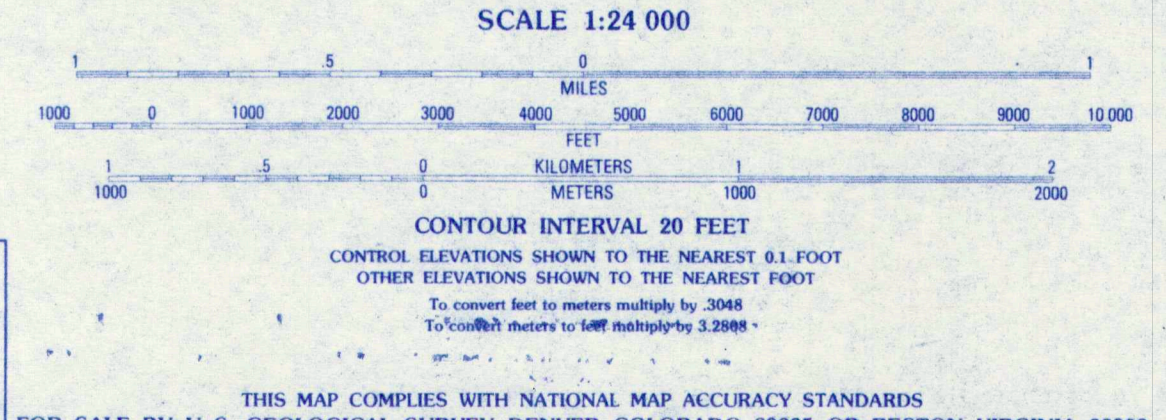 SCALE 1:24 000
1 .5 0 1
MILES
1000 0 1000 2000 3000 4000 5000 6000 7000 8000 9000 10 000
FEET
1 .5 0 KILOMETERS 1 2
1000 0 METERS 1000 2000
CONTOUR INTERVAL 20 FEET
CONTROL ELEVATIONS SHOWN TO THE NEAREST 0.1 FOOT
OTHER ELEVATIONS SHOWN TO THE NEAREST FOOT
To convert feet to meters multiply by .3048
To convert meters to feet multiply by 3.2808
THIS MAP COMPLIES WITH NATIONAL MAP ACCURACY STANDARDS
FOR SALE BY U. S. GEOLOGICAL SURVEY, DENVER, COLORADO OR RESTON, VIRGINIA